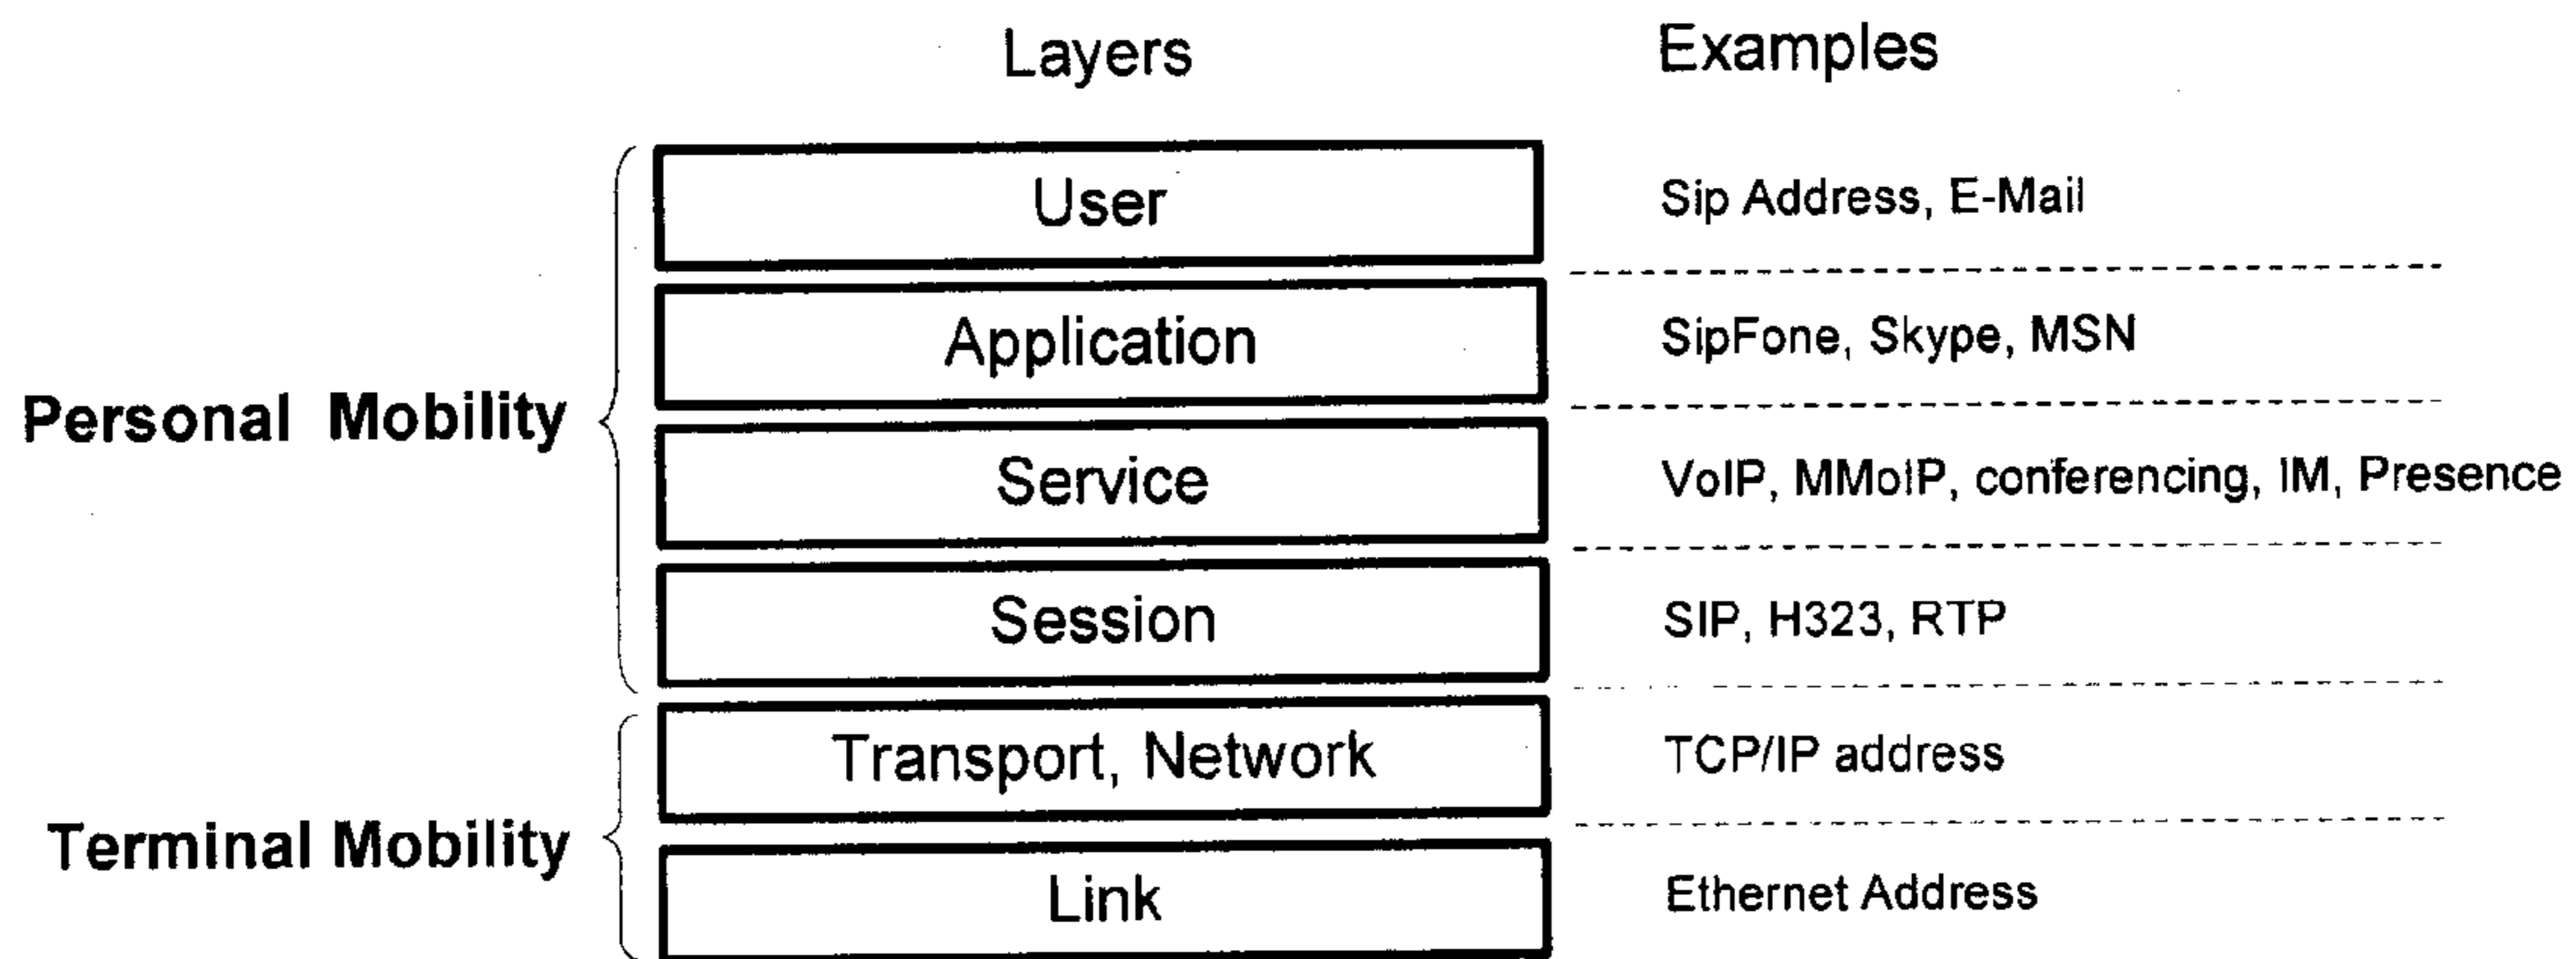 Layers Examples
User Sip Address, E-Mail
Application SipFone, Skype, MSN
Personal Mobility
Service VoIP, MMoIP, conferencing, IM, Presence
Session SIP, H323, RTP
Transport, Network TCP/IP address
Terminal Mobility
Link Ethernet Address